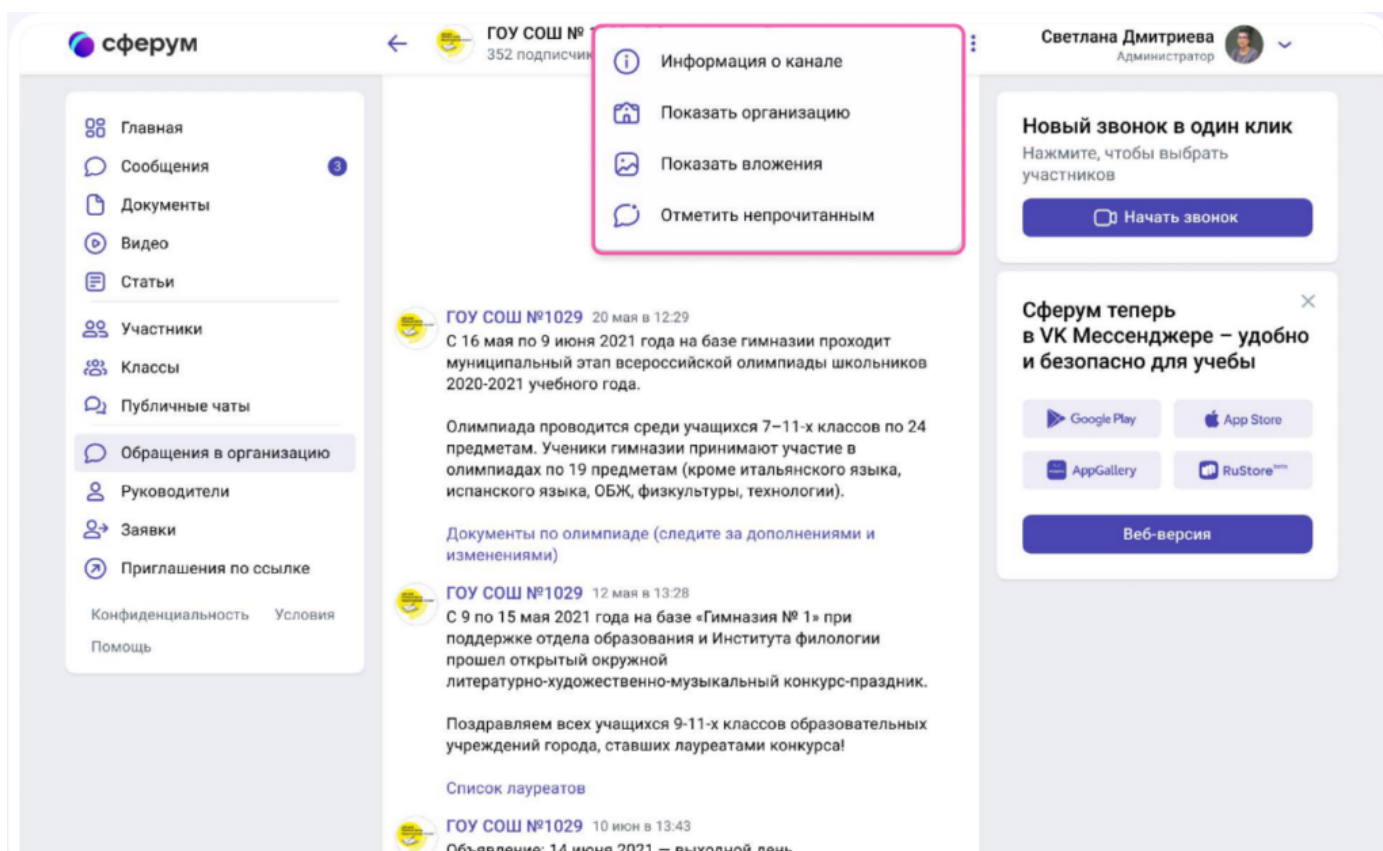 сферум
Главная
Сообщения
3
Документы
Видео
Статьи
Участники
Классы
Публичные чаты
Обращения в организацию
Руководители
Заявки
Приглашения по ссылке
Конфиденциальность Условия
Помощь
ГОУ СОШ №
352
Информация о канале
Показать организацию
Показать вложения
Отметить непрочитанным
ГОУ СОШ №1029 20 мая в 12:29
С 16 мая по 9 июня 2021 года на базе гимназии проходит
муниципальный этап всероссийской олимпиады школьников
2020-2021 учебного года.
Олимпиада проводится среди учащихся 7–11-х классов по 24
предметам. Ученики гимназии принимают участие в
олимпиадах по 19 предметам (кроме итальянского языка,
испанского языка, ОБЖ, физкультуры, технологии).
Документы по олимпиаде (следите за дополнениями и
изменениями)
ГОУ СОШ №1029 12 мая в 13:28
С 9 по 15 мая 2021 года на базе «Гимназия № 1» при
поддержке отдела образования и Института филологии
прошел открытый окружной
литературно-художественно-музыкальный конкурс-праздник.
Поздравляем всех учащихся 9-11-х классов образовательных
учреждений города, ставших лауреатами конкурса!
Список лауреатов
ГОУ СОШ №1029 10 июн в 13:43
Объявление: 14 июня 2021 — выходной день
Светлана Дмитриева
Администратор
Новый звонок в один клик
Нажмите, чтобы выбрать
участников
Начать звонок
Сферум теперь
в VK Мессенджере – удобно
и безопасно для учебы
Google Play App Store
AppGallery RuStore beta
Веб-версия